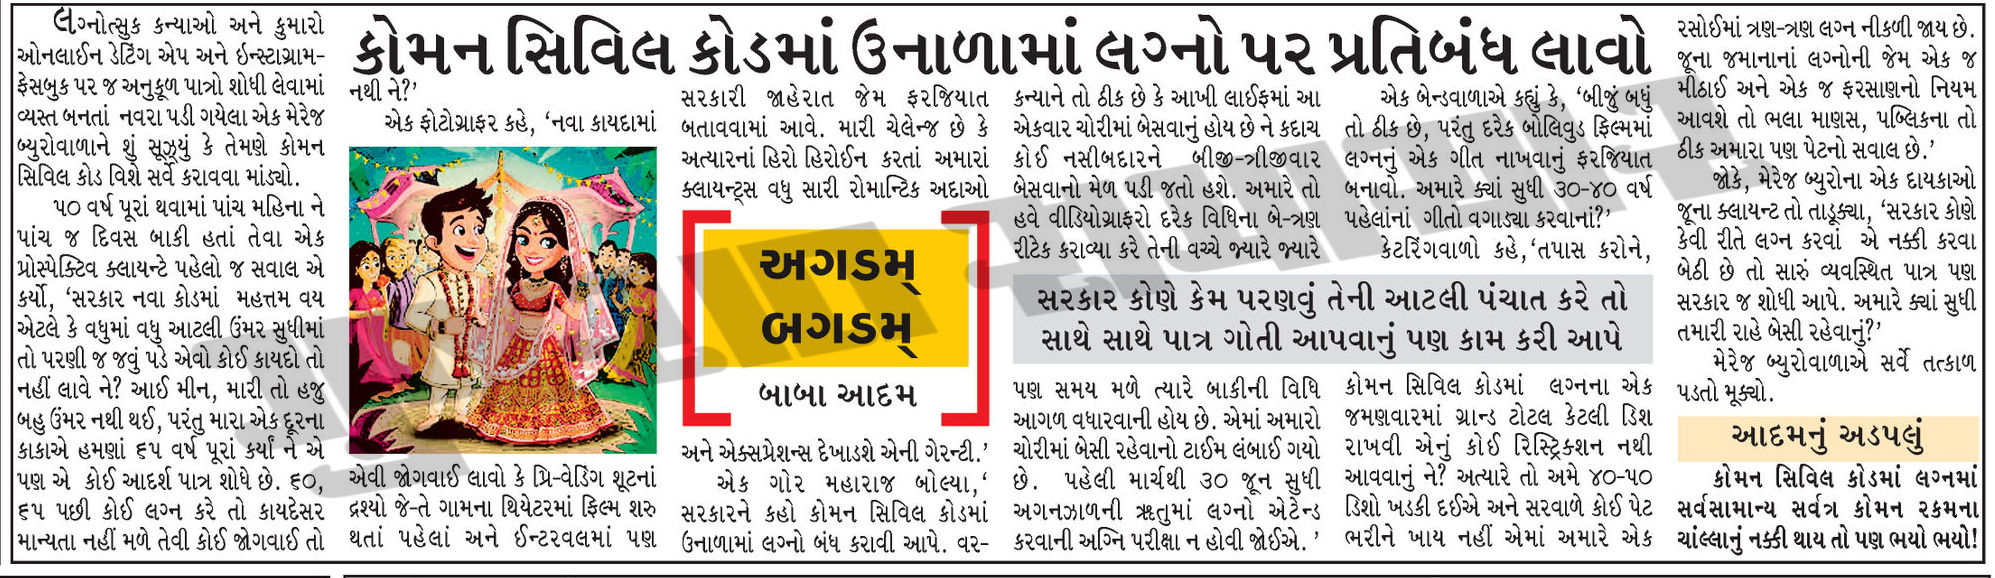 કોમન સિવિલ કોડમાં ઉનાળામાં લગ્નો પર પ્રતિબંધ લાવો
લગ્નોત્સુક કન્યાઓ અને કુમારો
ઓનલાઈન ડેટિંગ એપ અને ઇન્સ્ટાગ્રામ-
ફેસબુક પર જ અનુકૂળ પાત્રો શોધી લેવામાં
વ્યસ્ત બનતાં નવરા પડી ગયેલા એક મેરેજ
બ્યુરોવાળાને શું સૂઝ્યું કે તેમણે કોમન
સિવિલ કોડ વિશે સર્વે કરાવવા માંડ્યો.
૫૦ વર્ષ પૂરાં થવામાં પાંચ મહિના ને
પાંચ જ દિવસ બાકી હતાં તેવા એક
પ્રોસ્પેક્ટિવ ક્લાયન્ટે પહેલો જ સવાલ એ
કર્યો, ‘સરકાર નવા કોડમાં મહત્તમ વય
એટલે કે વધુમાં વધુ આટલી ઉંમર સુધીમાં
તો પરણી જ જવું પડે એવો કોઈ કાયદો તો
નહીં લાવે ને? આઈ મીન, મારી તો હજુ
બહુ ઉંમર નથી થઈ, પરંતુ મારા એક દૂરના
કાકાએ હમણાં ૬૫ વર્ષ પૂરાં કર્યાં ને એ
પણ એ કોઈ આદર્શ પાત્ર શોધે છે. ૬૦,
૬૫ પછી કોઈ લગ્ન કરે તો કાયદેસર
માન્યતા નહીં મળે તેવી કોઈ જોગવાઈ તો
નથી ને?’
એક ફોટોગ્રાફર કહે, ‘નવા કાયદામાં
એવી જોગવાઈ લાવો કે પ્રિ-વેડિંગ શૂટનાં
દ્રશ્યો જે-તે ગામના થિયેટરમાં ફિલ્મ શરુ
થતાં પહેલાં અને ઈન્ટરવલમાં પણ
સરકારી જાહેરાત જેમ ફરજિયાત
બતાવવામાં આવે. મારી ચેલેન્જ છે કે
અત્યારનાં હિરો હિરોઈન કરતાં અમારાં
ક્લાયન્ટ્સ વધુ સારી રોમાન્ટિક અદાઓ
અગડમ્
બગડમ્
બાબા આદમ
અને એક્સપ્રેશન્સ દેખાડશે એની ગેરન્ટી.’
એક ગોર મહારાજ બોલ્યા,‘
સરકારને કહો કોમન સિવિલ કોડમાં
ઉનાળામાં લગ્નો બંધ કરાવી આપે. વર-
કન્યાને તો ઠીક છે કે આખી લાઈફમાં આ
એકવાર ચોરીમાં બેસવાનું હોય છે ને કદાચ
કોઈ નસીબદારને બીજી-ત્રીજીવાર
બેસવાનો મેળ પડી જતો હશે. અમારે તો
હવે વીડિયોગ્રાફરો દરેક વિધિના બે-ત્રણ
રીટેક કરાવ્યા કરે તેની વચ્ચે જ્યારે જ્યારે
સરકાર કોણે કેમ પરણવું તેની આટલી પંચાત કરે તો
સાથે સાથે પાત્ર ગોતી આપવાનું પણ કામ કરી આપે
પણ સમય મળે ત્યારે બાકીની વિધિ
આગળ વધારવાની હોય છે. એમાં અમારો
ચોરીમાં બેસી રહેવાનો ટાઈમ લંબાઈ ગયો
છે. પહેલી માર્ચથી ૩૦ જૂન સુધી
અગનઝાળની ઋતુમાં લગ્નો એટેન્ડ
કરવાની અગ્નિ પરીક્ષા ન હોવી જોઈએ. ’
એક બેન્ડવાળાએ કહ્યું કે, ‘બીજું બધું
તો ઠીક છે, પરંતુ દરેક બોલિવુડ ફિલ્મમાં
લગ્નનું એક ગીત નાખવાનું ફરજિયાત
બનાવો. અમારે ક્યાં સુધી ૩૦-૪૦ વર્ષ
પહેલાંનાં ગીતો વગાડ્યા કરવાનાં?’
કેટરિંગવાળો કહે,‘તપાસ કરોને,
કોમન સિવિલ કોડમાં લગ્નના એક
જમણવારમાં ગ્રાન્ડ ટોટલ કેટલી ડિશ
રાખવી એનું કોઈ રિસ્ટ્રિક્શન નથી
આવવાનું ને? અત્યારે તો અમે ૪૦-૫૦
ડિશો ખડકી દઈએ અને સરવાળે કોઈ પેટ
ભરીને ખાય નહીં એમાં અમારે એક
રસોઈમાં ત્રણ-ત્રણ લગ્ન નીકળી જાય છે.
જૂના જમાનાનાં લગ્નોની જેમ એક જ
મીઠાઈ અને એક જ ફરસાણનો નિયમ
આવશે તો ભલા માણસ, પબ્લિકના તો
ઠીક અમારા પણ પેટનો સવાલ છે.’
જોકે, મેરેજ બ્યુરોના એક દાયકાઓ
જૂના ક્લાયન્ટ તો તાડૂક્યા, ‘સરકાર કોણે
કેવી રીતે લગ્ન કરવાં એ નક્કી કરવા
બેઠી છે તો સારું વ્યવસ્થિત પાત્ર પણ
સરકાર જ શોધી આપે. અમારે ક્યાં સુધી
તમારી રાહે બેસી રહેવાનું?’
મેરેજ બ્યુરોવાળાએ સર્વે તત્કાળ
પડતો મૂક્યો.
આદમનું અડપલું
કોમન સિવિલ કોડમાં લગ્નમાં
સર્વસામાન્ય સર્વત્ર કોમન રકમના
ચાંલ્લાનું નક્કી થાય તો પણ ભયો ભયો!
ગુજરાત સમાચાર